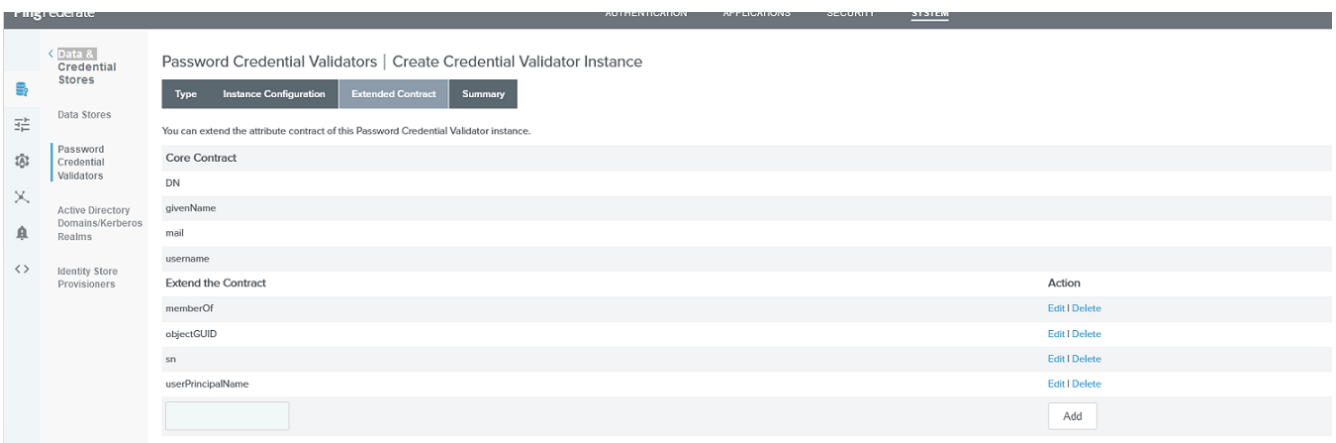 PingFederate
AUTHENTICATION APPLICATIONS SECURITY SYSTEM
Data &
Credential
Stores
Data Stores
Password
Credential
Validators
Active Directory
Domains/Kerberos
Realms
Identity Store
Provisioners
Password Credential Validators | Create Credential Validator Instance
Type Instance Configuration Extended Contract Summary
You can extend the attribute contract of this Password Credential Validator instance.
Core Contract
DN
givenName
mail
username
Extend the Contract Action
memberOf Edit | Delete
objectGUID Edit | Delete
sn Edit | Delete
userPrincipalName Edit | Delete
Add